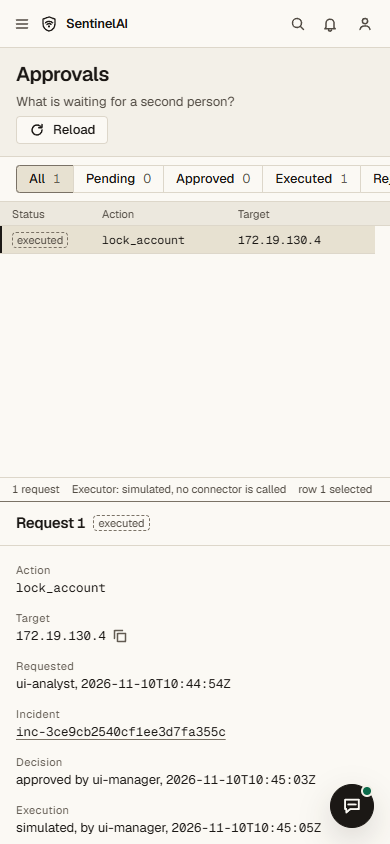 SentinelAI
Approvals
What is waiting for a second person?
Reload
All 1 Pending 0 Approved 0 Executed 1 Re
Status Action Target
executed lock_account 172.19.130.4
1 request Executor: simulated, no connector is called row 1 selected
Request 1 executed
Action
lock_account
Target
172.19.130.4
Requested
ui-analyst, 2026-11-10T10:44:54Z
Incident
inc-3ce9cb2540cf1ee3d7fa355c
Decision
approved by ui-manager, 2026-11-10T10:45:03Z
Execution
simulated, by ui-manager, 2026-11-10T10:45:05Z